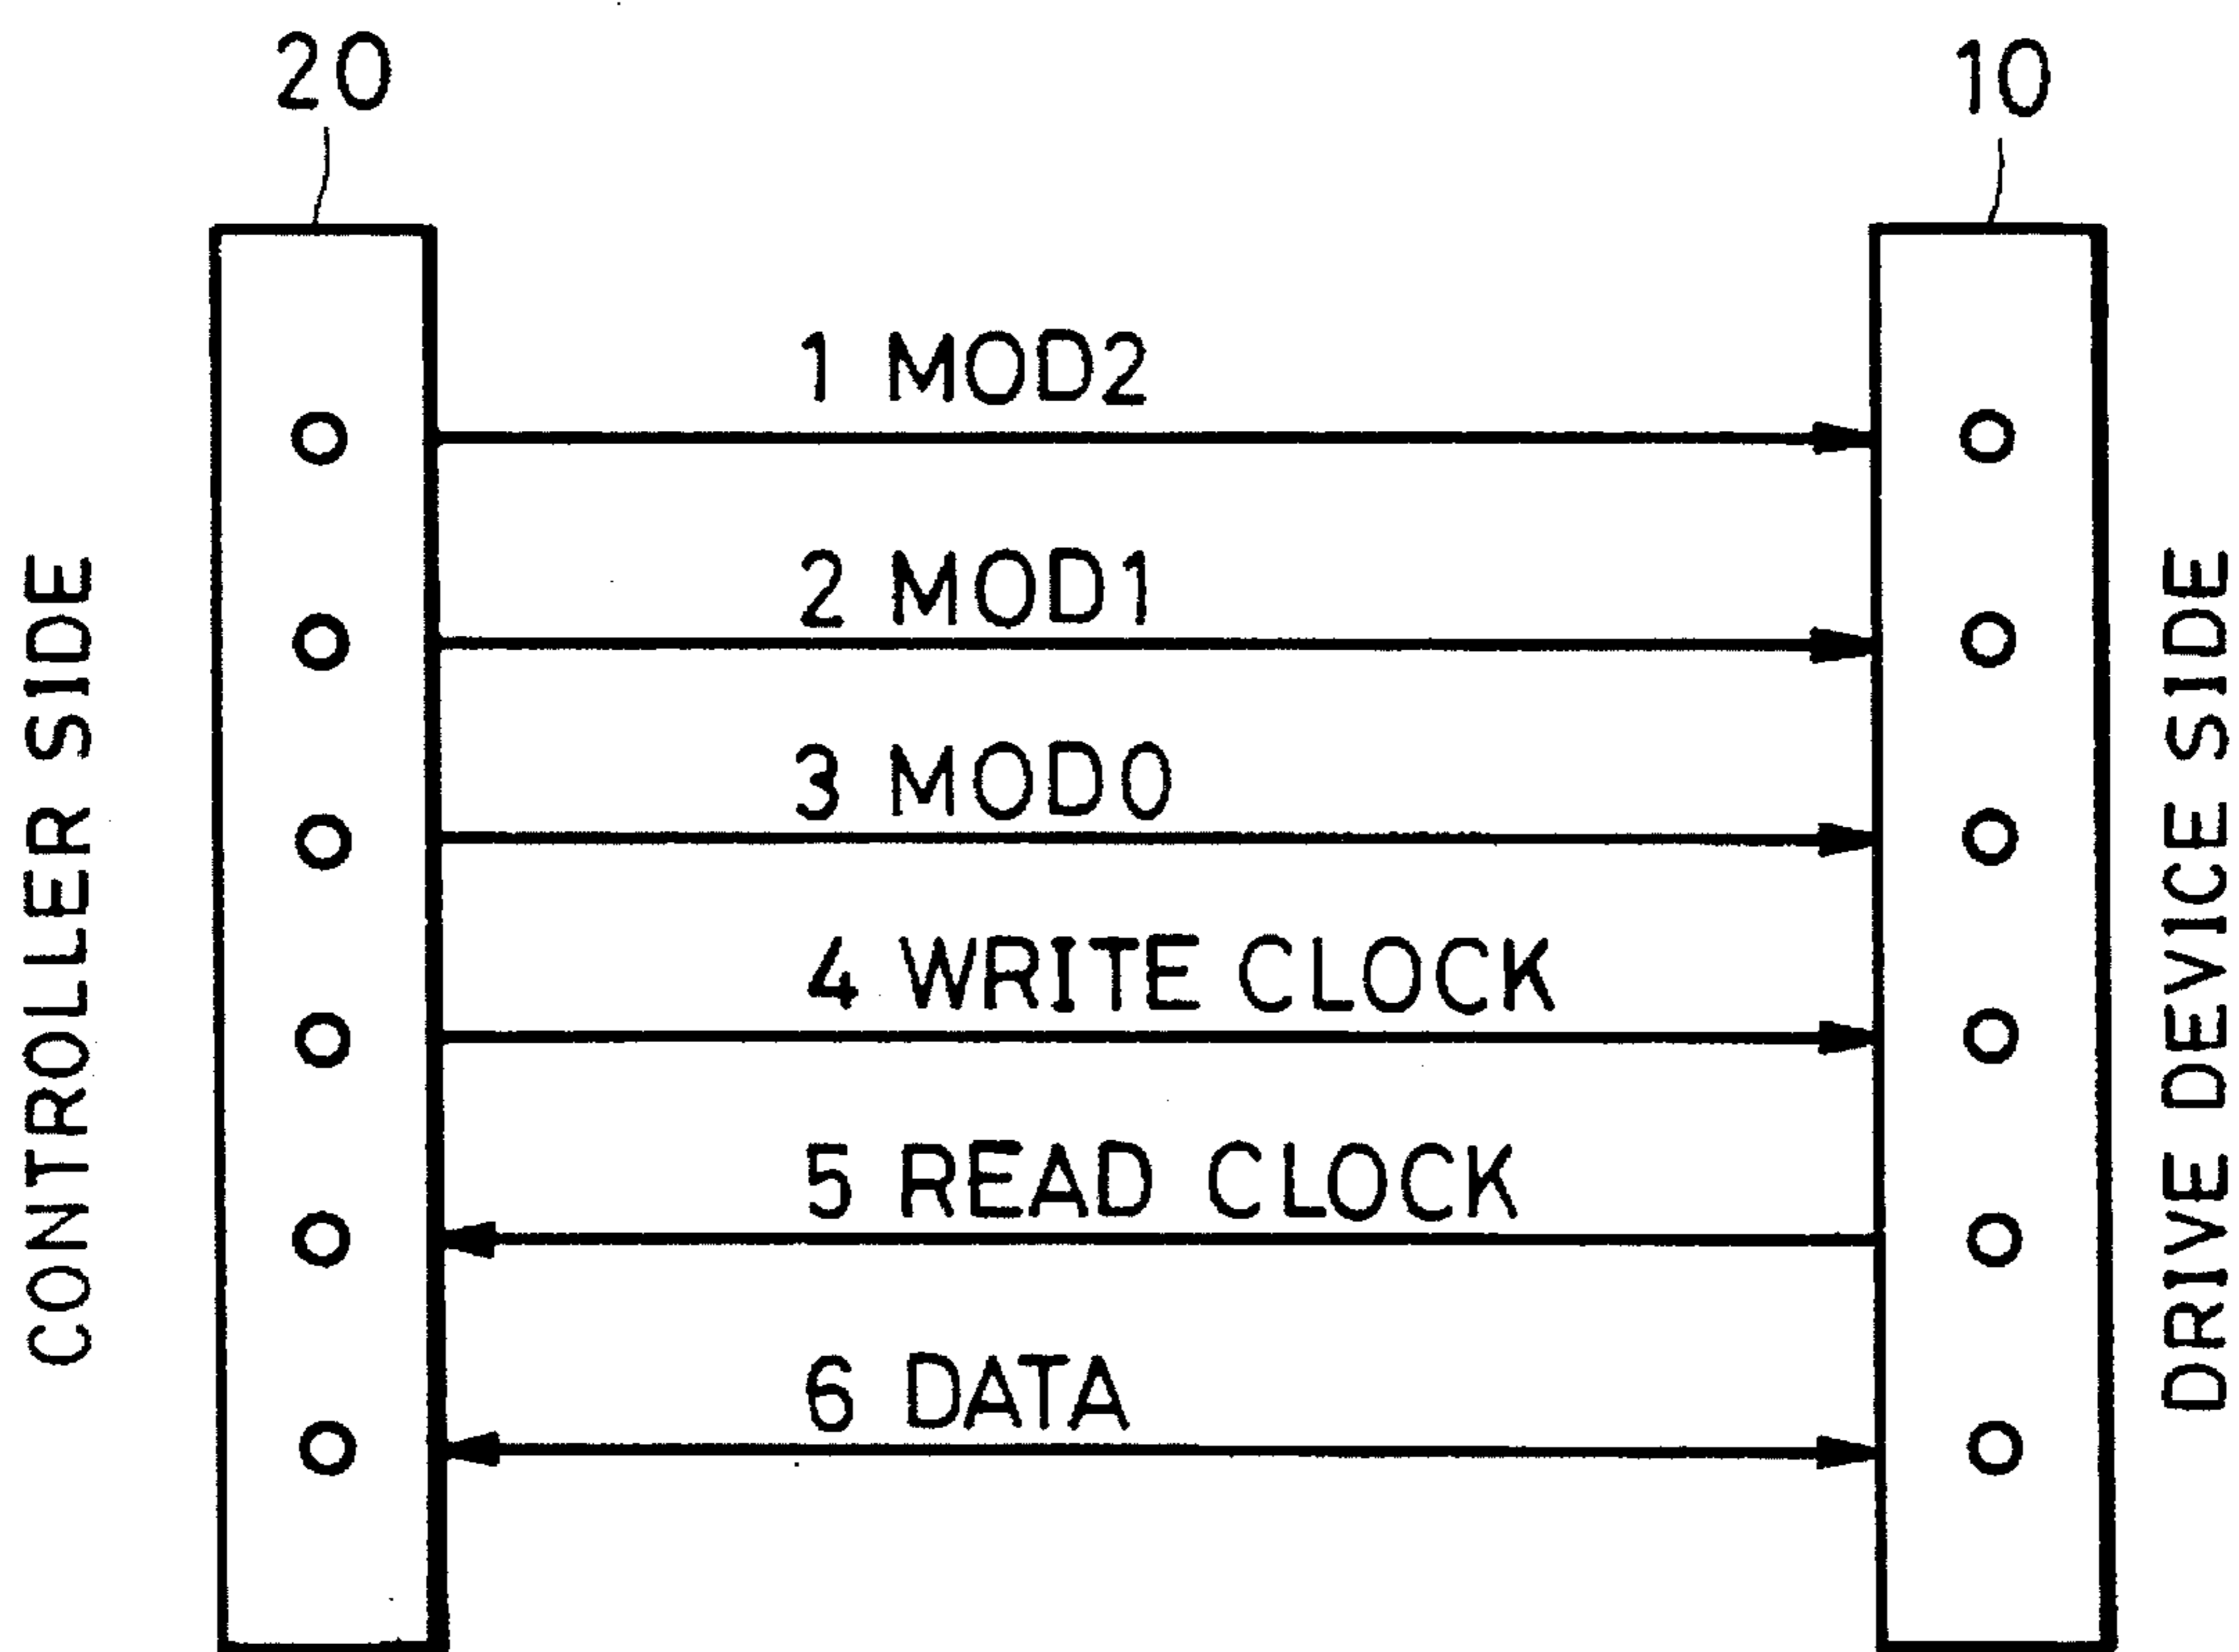 20
10
1 MOD2
2 MOD1
3 MOD0
4 WRITE CLOCK
5 READ CLOCK
6 DATA
CONTROLLER SIDE
DRIVE DEVICE SIDE